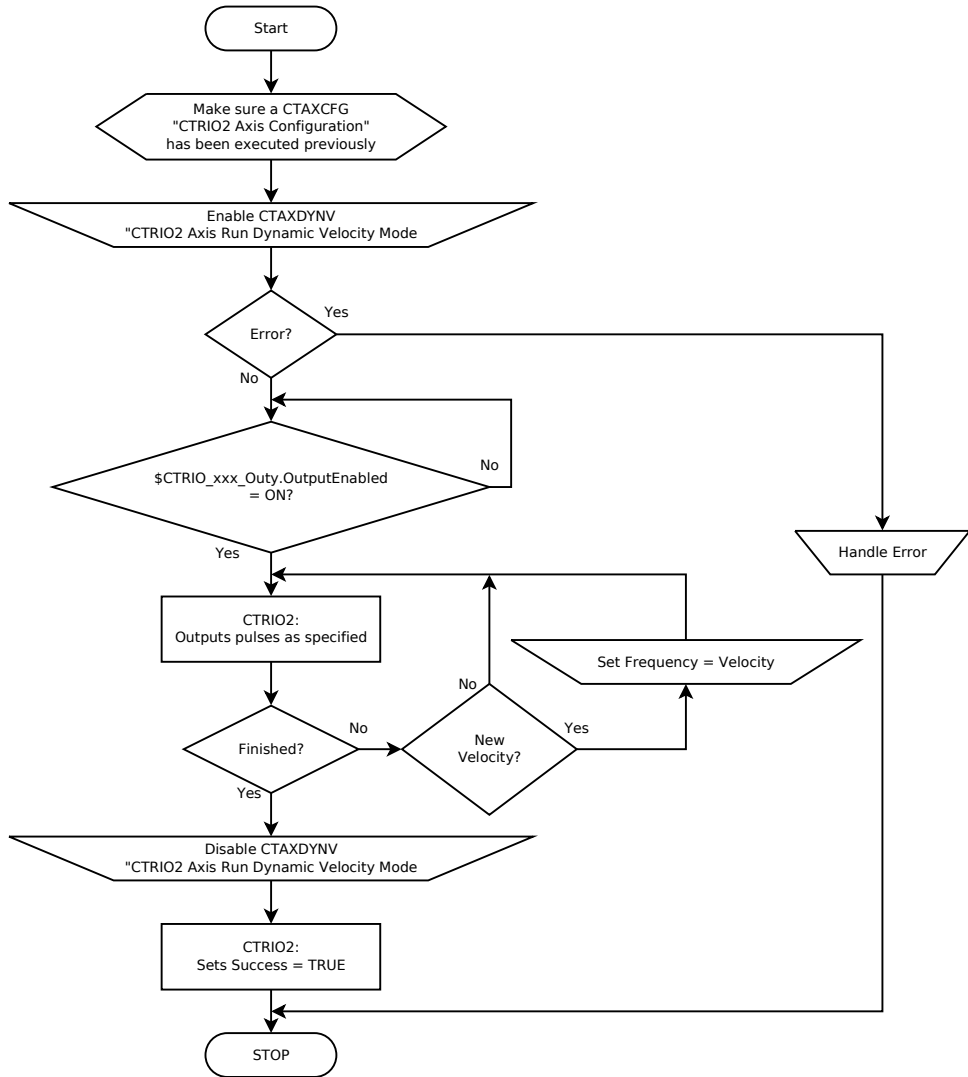 Start
Make sure a CTAXCFG
"CTRIO2 Axis Configuration"
has been executed previously
Enable CTAXDYNV
"CTRIO2 Axis Run Dynamic Velocity Mode
Yes
Error?
No
No
$CTRIO_xxx_Outy.OutputEnabled
= ON?
Yes
Handle Error
CTRIO2:
Outputs pulses as specified
Set Frequency = Velocity
No
No
Yes
Finished?
New
Velocity?
Yes
Disable CTAXDYNV
"CTRIO2 Axis Run Dynamic Velocity Mode
CTRIO2:
Sets Success = TRUE
STOP